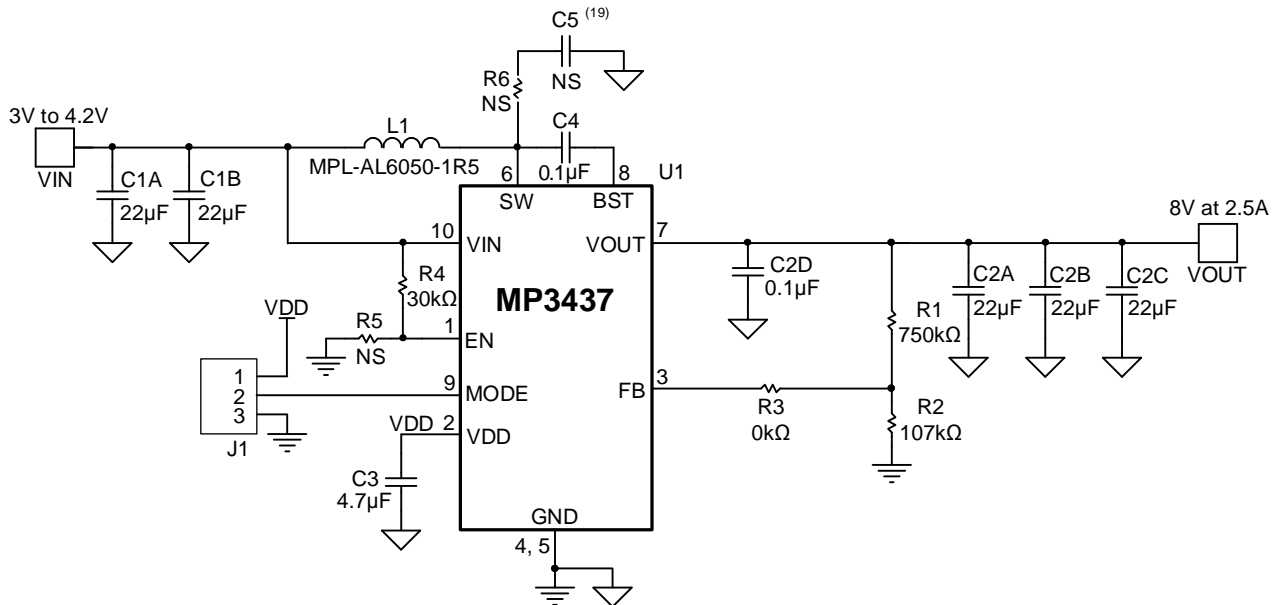 C5 (19)
NS
R6
NS
3V to 4.2V
VIN
C1A
22µF
C1B
22µF
L1
MPL-AL6050-1R5
C4
0.1µF
6
8
U1
SW
BST
10
VIN
VOUT
7
8V at 2.5A
VOUT
R4
30kΩ
MP3437
C2D
0.1µF
C2A
22µF
C2B
22µF
C2C
22µF
R1
750kΩ
VDD
R5
NS
1
EN
1
2
3
J1
9
MODE
FB
3
R3
0kΩ
R2
107kΩ
VDD
2
VDD
C3
4.7µF
GND
4, 5